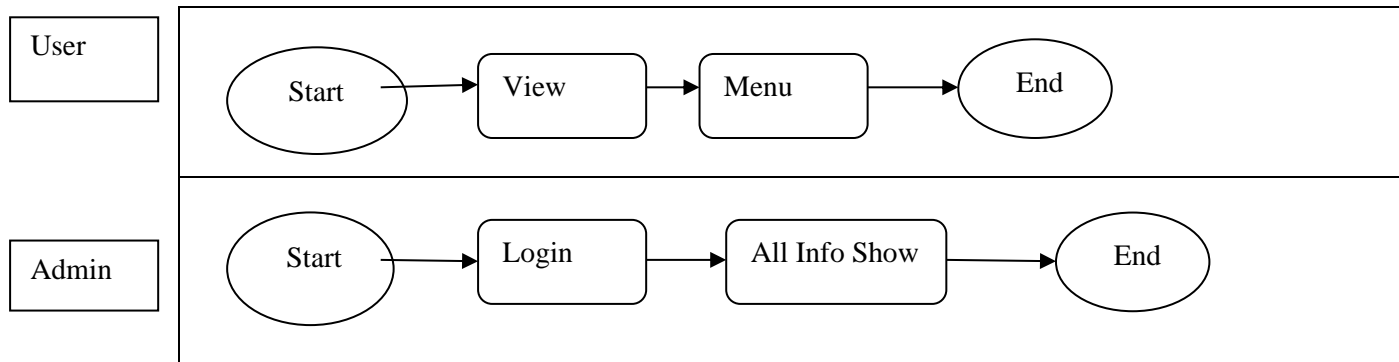 User
Start
View
Menu
End
Admin
Start
Login
All Info Show
End